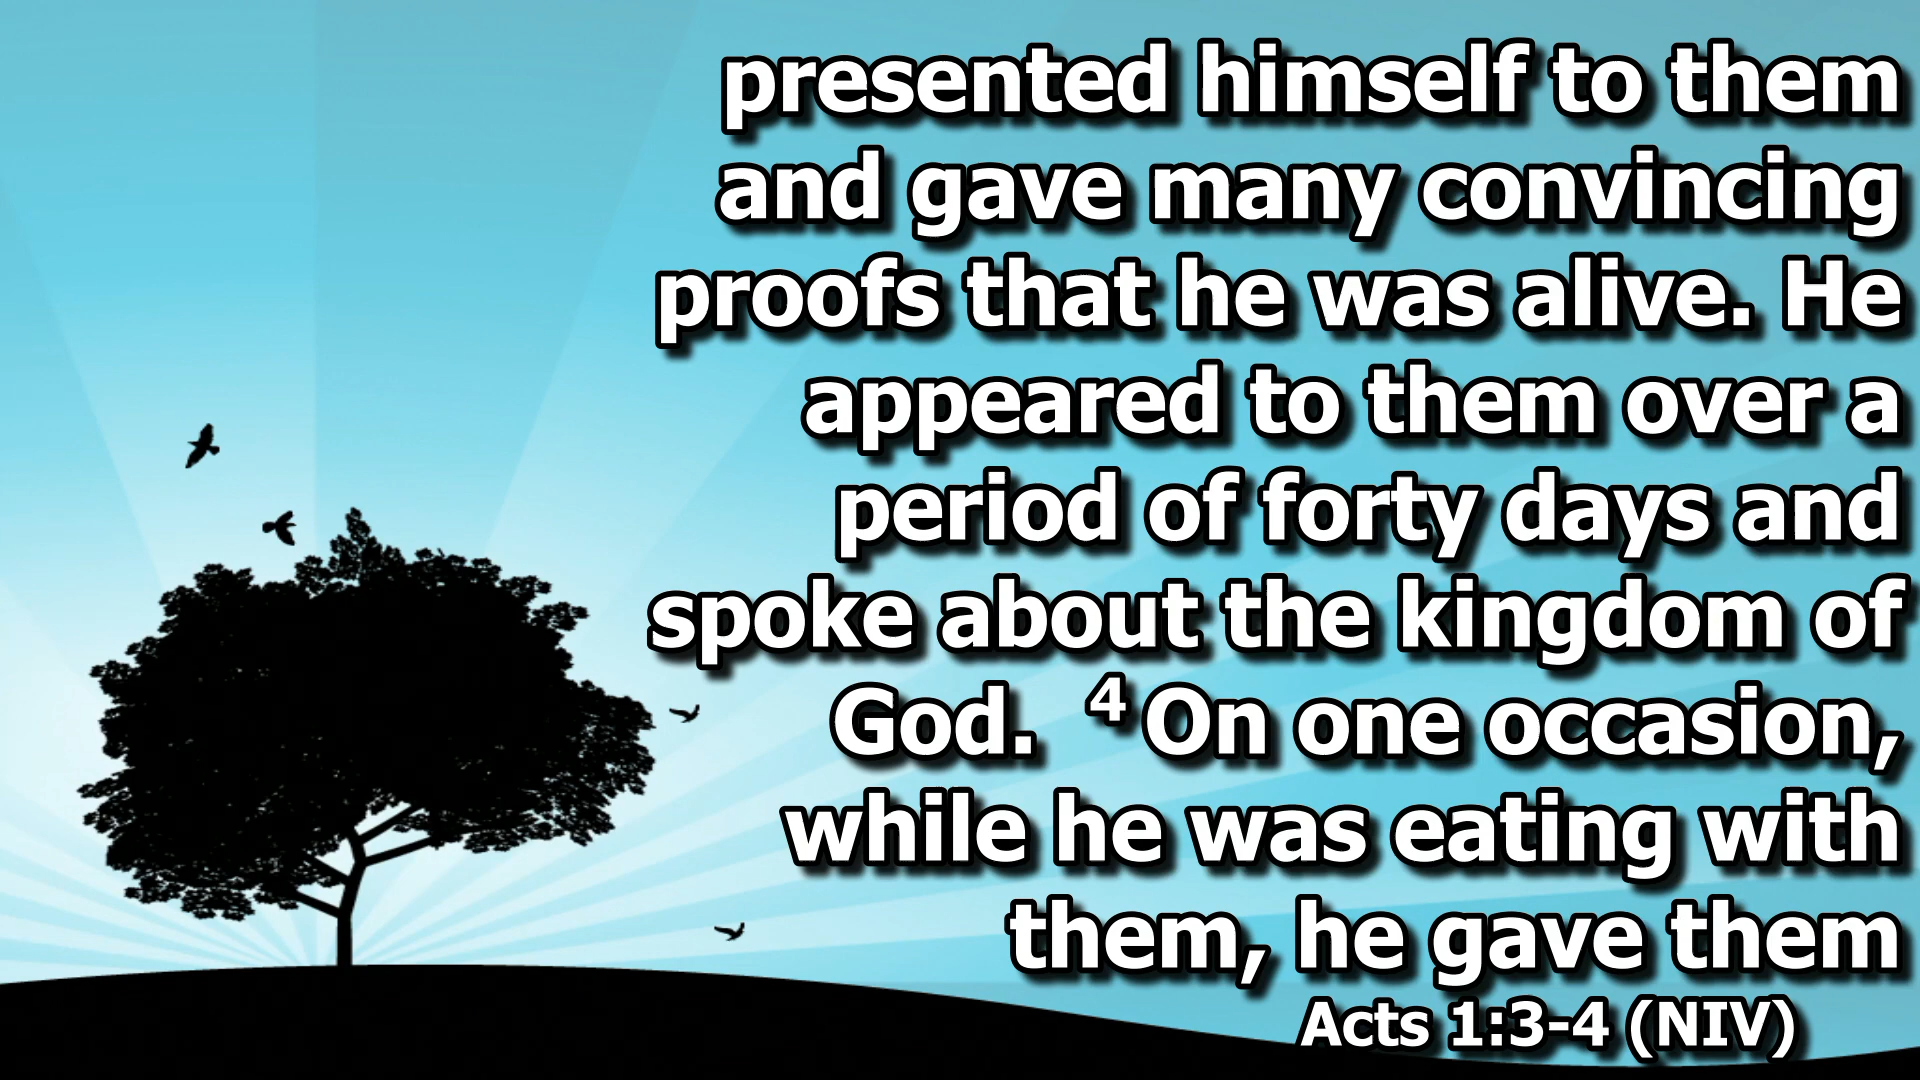 presented himself to them
and gave many convincing
proofs that he was alive. He
appeared to them over a
period of forty days and
spoke about the kingdom of
God. ⁴ On one occasion,
while he was eating with
them, he gave them
Acts 1:3-4 (NIV)